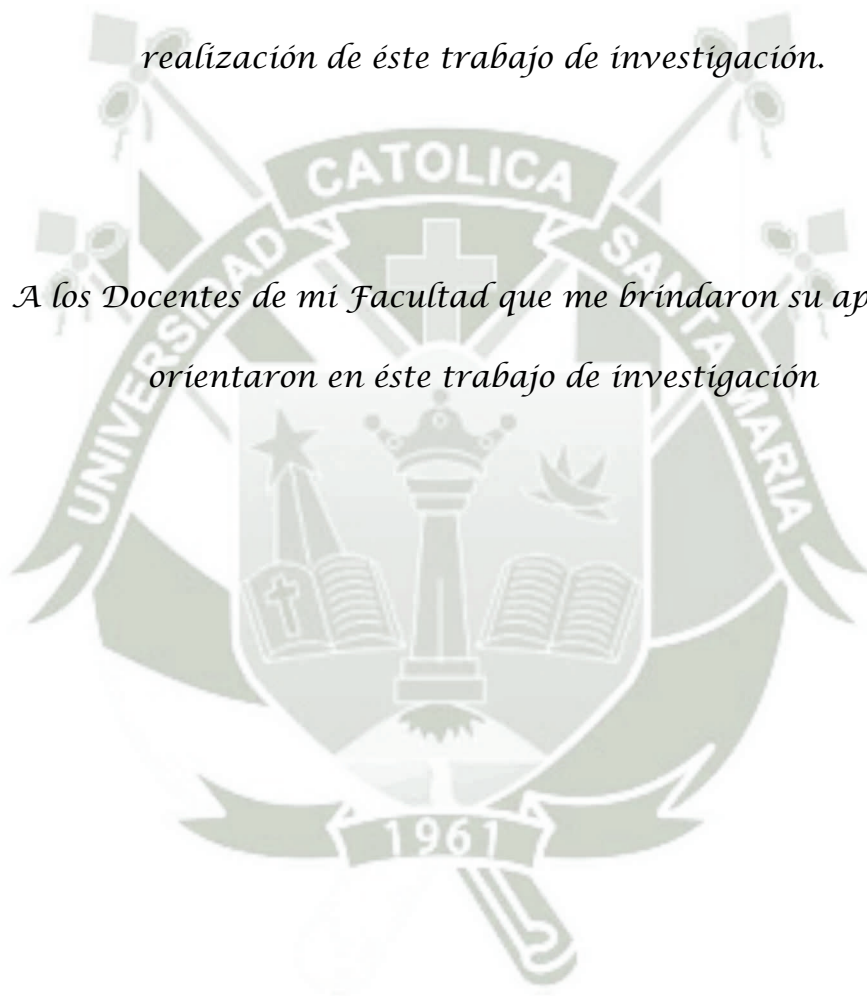 realización de éste trabajo de investigación.
CATOLICA
UNIVERSIDAD
SANTA MARIA
A los Docentes de mi Facultad que me brindaron su
orientaron en éste trabajo de investigación
1961